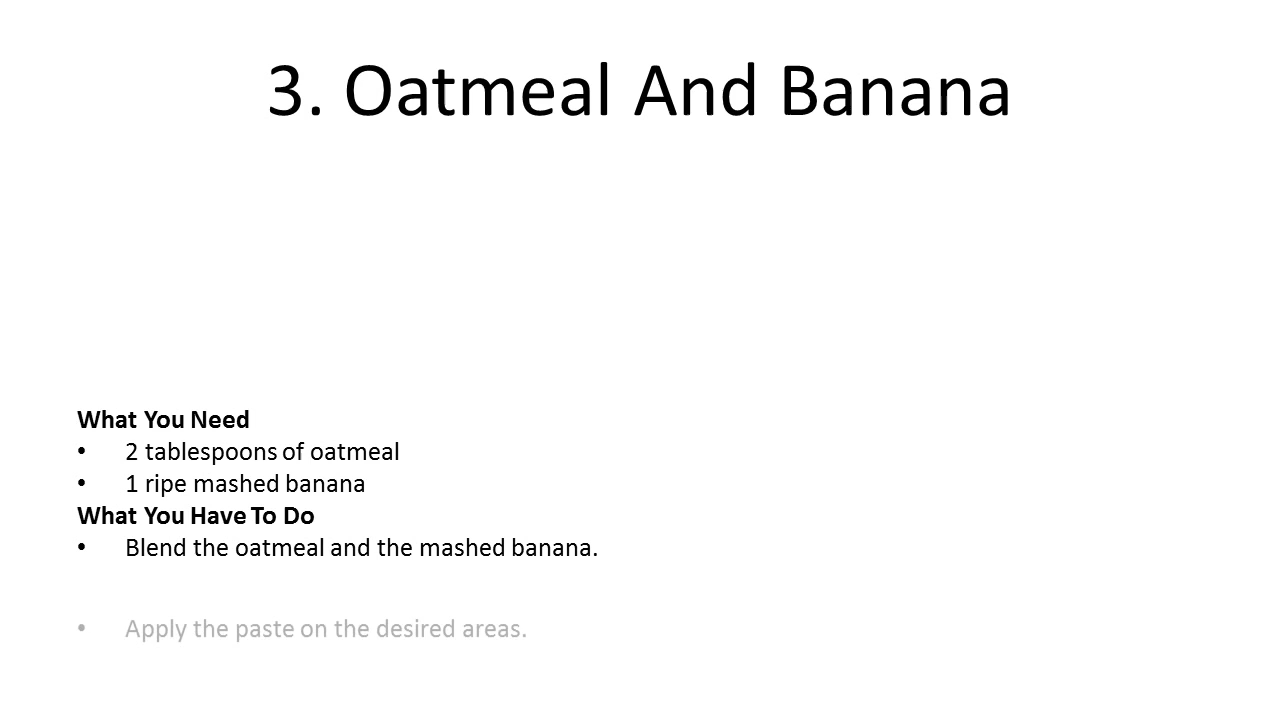 3. Oatmeal And Banana
What You Need
• 2 tablespoons of oatmeal
• 1 ripe mashed banana
What You Have To Do
• Blend the oatmeal and the mashed banana.
• Apply the paste on the desired areas.